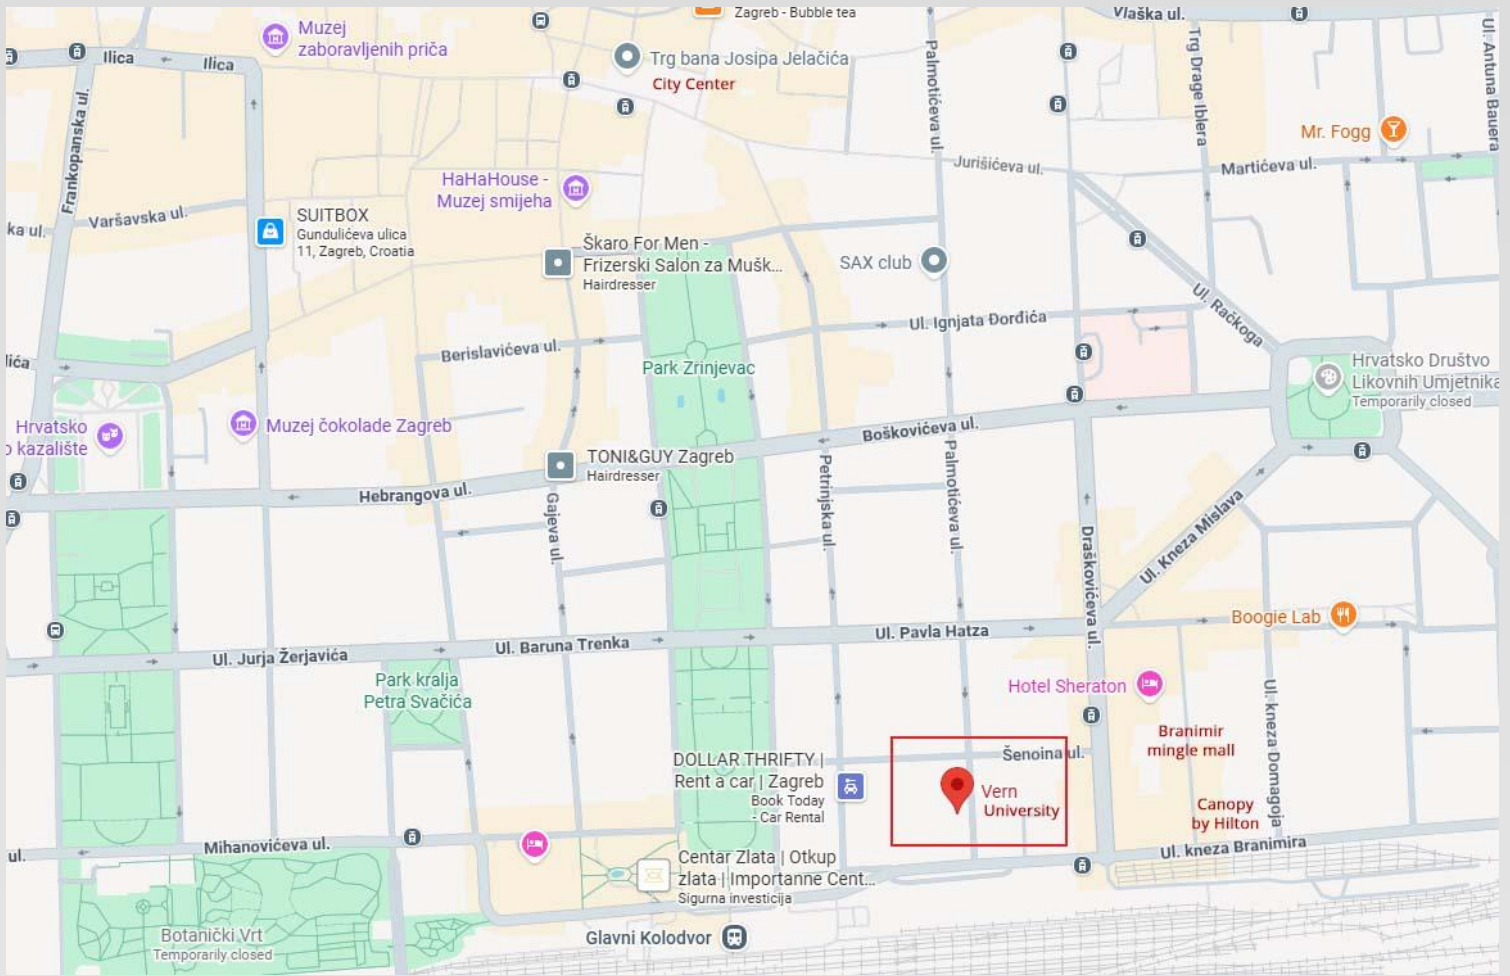 Zagreb - Bubble tea
Vlaška ul.
Muzej
zaboravljenih priča
Ilica
Ilica
Trg bana Josipa Jelačića
City Center
Palmotićeva ul.
Trg Drage Iblera
Ul. Antuna Bauera
Frankopanska ul.
Mr. Fogg
Jurišićeva ul.
Martićeva ul.
HaHaHouse -
Muzej smijeha
Varšavska ul.
ka ul.
SUITBOX
Gundulićeva ulica
11, Zagreb, Croatia
Škaro For Men -
Frizerski Salon za Mušk...
Hairdresser
SAX club
Ul. Račkoga
Ul. Ignjata Đorđića
Berislavićeva ul.
lića
Park Zrinjevac
Hrvatsko Društvo
Likovnih Umjetnika
Temporarily closed
Hrvatsko
o kazalište
Muzej čokolade Zagreb
Boškovićeva ul.
TONI&GUY Zagreb
Hairdresser
Hebrangova ul.
Gajeva ul.
Petrinjska ul.
Palmotićeva ul.
Draškovićeva ul.
Ul. Kneza Mislava
Boogie Lab
Ul. Pavla Hatza
Ul. Baruna Trenka
Ul. Jurja Žerjavića
Park kralja
Petra Svačića
Hotel Sheraton
Ul. kneza Domagoja
Branimir
mingle mall
Šenoina ul.
DOLLAR THRIFTY |
Rent a car | Zagreb
Book Today
- Car Rental
Vern
University
Canopy
by Hilton
Mihanovićeva ul.
ul.
Ul. kneza Branimira
Centar Zlata | Otkup
zlata | Importanne Cent...
Sigurna investicija
Botanički Vrt
Temporarily closed
Glavni Kolodvor